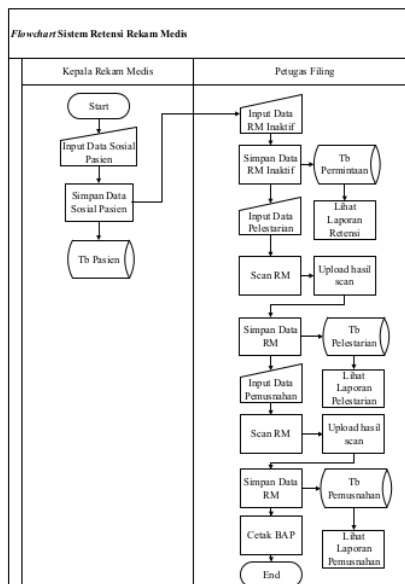 Flowchart Sistem Retensi Rekam Medis
Kepala Rekam Medis
Petugas Filing
Start
Input Data Sosial
Pasien
Simpan Data
Sosial Pasien
Tb Pasien
Input Data
RM Inaktif
Simpan Data
RM Inaktif
Tb
Permintaan
Input Data
Pelestarian
Lihat
Laporan
Retensi
Scan RM
Upload hasil
scan
Simpan Data
RM
Tb
Pelestarian
Input Data
Pemusnahan
Lihat
Laporan
Pelestarian
Scan RM
Upload hasil
scan
Simpan Data
RM
Tb
Pemusnahan
Cetak BAP
Lihat
Laporan
Pemusnahan
End